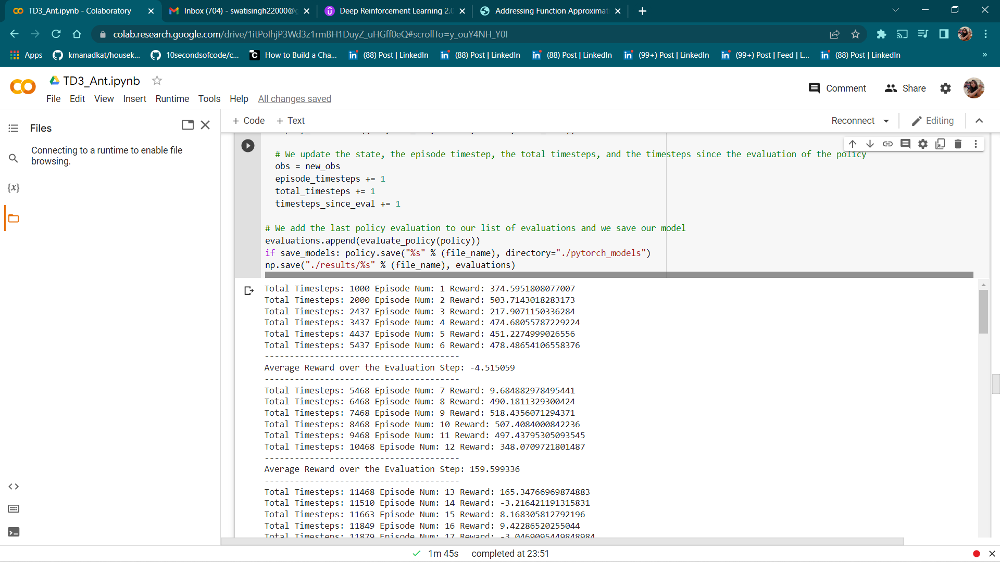 TD3_Ant.ipynb - Colaboratory
Inbox (704) - swatisingh22000@g
Deep Reinforcement Learning 2.0
Addressing Function Approximat
colab.research.google.com/drive/1itPoIhjP3Wd3z1rmBH1DuyZ_uHGff0eQ#scrollTo=y_ouY4NH_Y0I
Apps kmanadkat/housek... 10secondsofcode/c... How to Build a Cha... (88) Post | LinkedIn (88) Post | LinkedIn (88) Post | LinkedIn (99+) Post | LinkedIn (99+) Post | Feed | L... (88) Post | LinkedIn »
TD3_Ant.ipynb
File Edit View Insert Runtime Tools Help All changes saved
Comment Share
Files
+ Code + Text
Reconnect Editing
Connecting to a runtime to enable file
browsing.
{x}
# We update the state, the episode timestep, the total timesteps, and the timesteps since the evaluation of the policy
obs = new_obs
episode_timesteps += 1
total_timesteps += 1
timesteps_since_eval += 1
# We add the last policy evaluation to our list of evaluations and we save our model
evaluations.append(evaluate_policy(policy))
if save_models: policy.save("%s" % (file_name), directory="./pytorch_models")
np.save("./results/%s" % (file_name), evaluations)
Total Timesteps: 1000 Episode Num: 1 Reward: 374.5951808077007
Total Timesteps: 2000 Episode Num: 2 Reward: 503.7143018283173
Total Timesteps: 2437 Episode Num: 3 Reward: 217.9071150336284
Total Timesteps: 3437 Episode Num: 4 Reward: 474.68055787229224
Total Timesteps: 4437 Episode Num: 5 Reward: 451.2274999026556
Total Timesteps: 5437 Episode Num: 6 Reward: 478.48654106558376
---------------------------------------
Average Reward over the Evaluation Step: -4.515059
---------------------------------------
Total Timesteps: 5468 Episode Num: 7 Reward: 9.684882978495441
Total Timesteps: 6468 Episode Num: 8 Reward: 490.1811329300424
Total Timesteps: 7468 Episode Num: 9 Reward: 518.4356071294371
Total Timesteps: 8468 Episode Num: 10 Reward: 507.4084000842236
Total Timesteps: 9468 Episode Num: 11 Reward: 497.43795305093545
Total Timesteps: 10468 Episode Num: 12 Reward: 348.0709721801487
---------------------------------------
Average Reward over the Evaluation Step: 159.599336
---------------------------------------
Total Timesteps: 11468 Episode Num: 13 Reward: 165.34766969874883
Total Timesteps: 11510 Episode Num: 14 Reward: -3.216421191315831
Total Timesteps: 11663 Episode Num: 15 Reward: 8.168305812792196
Total Timesteps: 11849 Episode Num: 16 Reward: 9.42286520255044
Total Timesteps: 11879 Episode Num: 17 Reward: -3.0469095449848984
1m 45s completed at 23:51